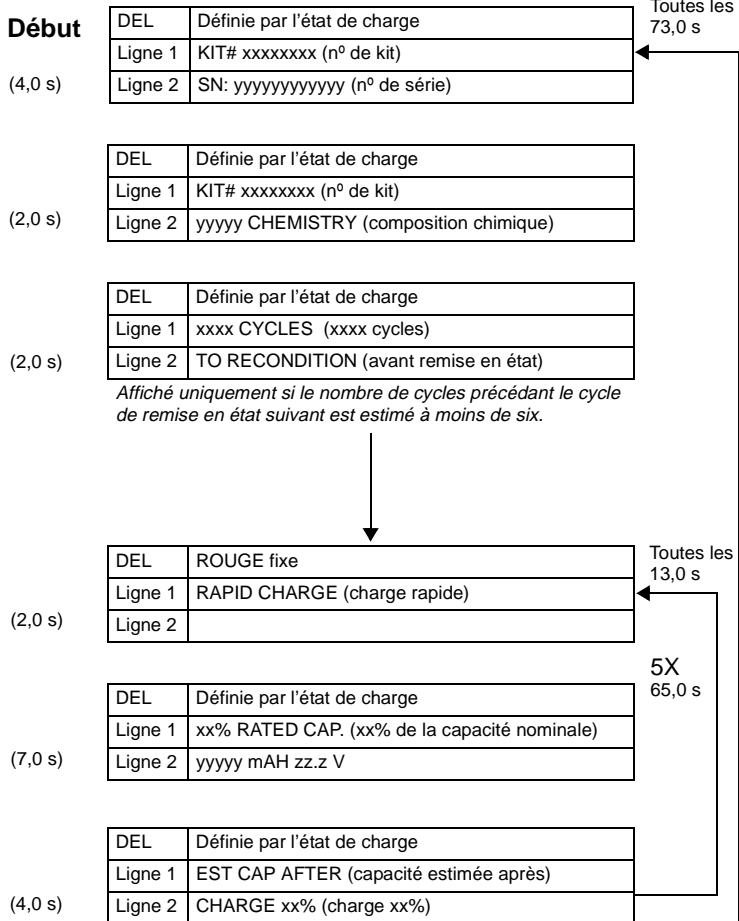 Toutes les
73,0 s
Début
DEL Définie par l'état de charge
Ligne 1 KIT# xxxxxxxx (nº de kit)
(4,0 s) Ligne 2 SN: yyyyyyyyyyyy (nº de série)
DEL Définie par l'état de charge
Ligne 1 KIT# xxxxxxxx (nº de kit)
(2,0 s) Ligne 2 yyyyy CHEMISTRY (composition chimique)
DEL Définie par l'état de charge
Ligne 1 xxxx CYCLES (xxxx cycles)
(2,0 s) Ligne 2 TO RECONDITION (avant remise en état)
Affiché uniquement si le nombre de cycles précédant le cycle
de remise en état suivant est estimé à moins de six.
Toutes les
13,0 s
DEL ROUGE fixe
Ligne 1 RAPID CHARGE (charge rapide)
(2,0 s) Ligne 2
5X
65,0 s
DEL Définie par l'état de charge
Ligne 1 xx% RATED CAP. (xx% de la capacité nominale)
(7,0 s) Ligne 2 yyyyy mAH zz.z V
DEL Définie par l'état de charge
Ligne 1 EST CAP AFTER (capacité estimée après)
(4,0 s) Ligne 2 CHARGE xx% (charge xx%)